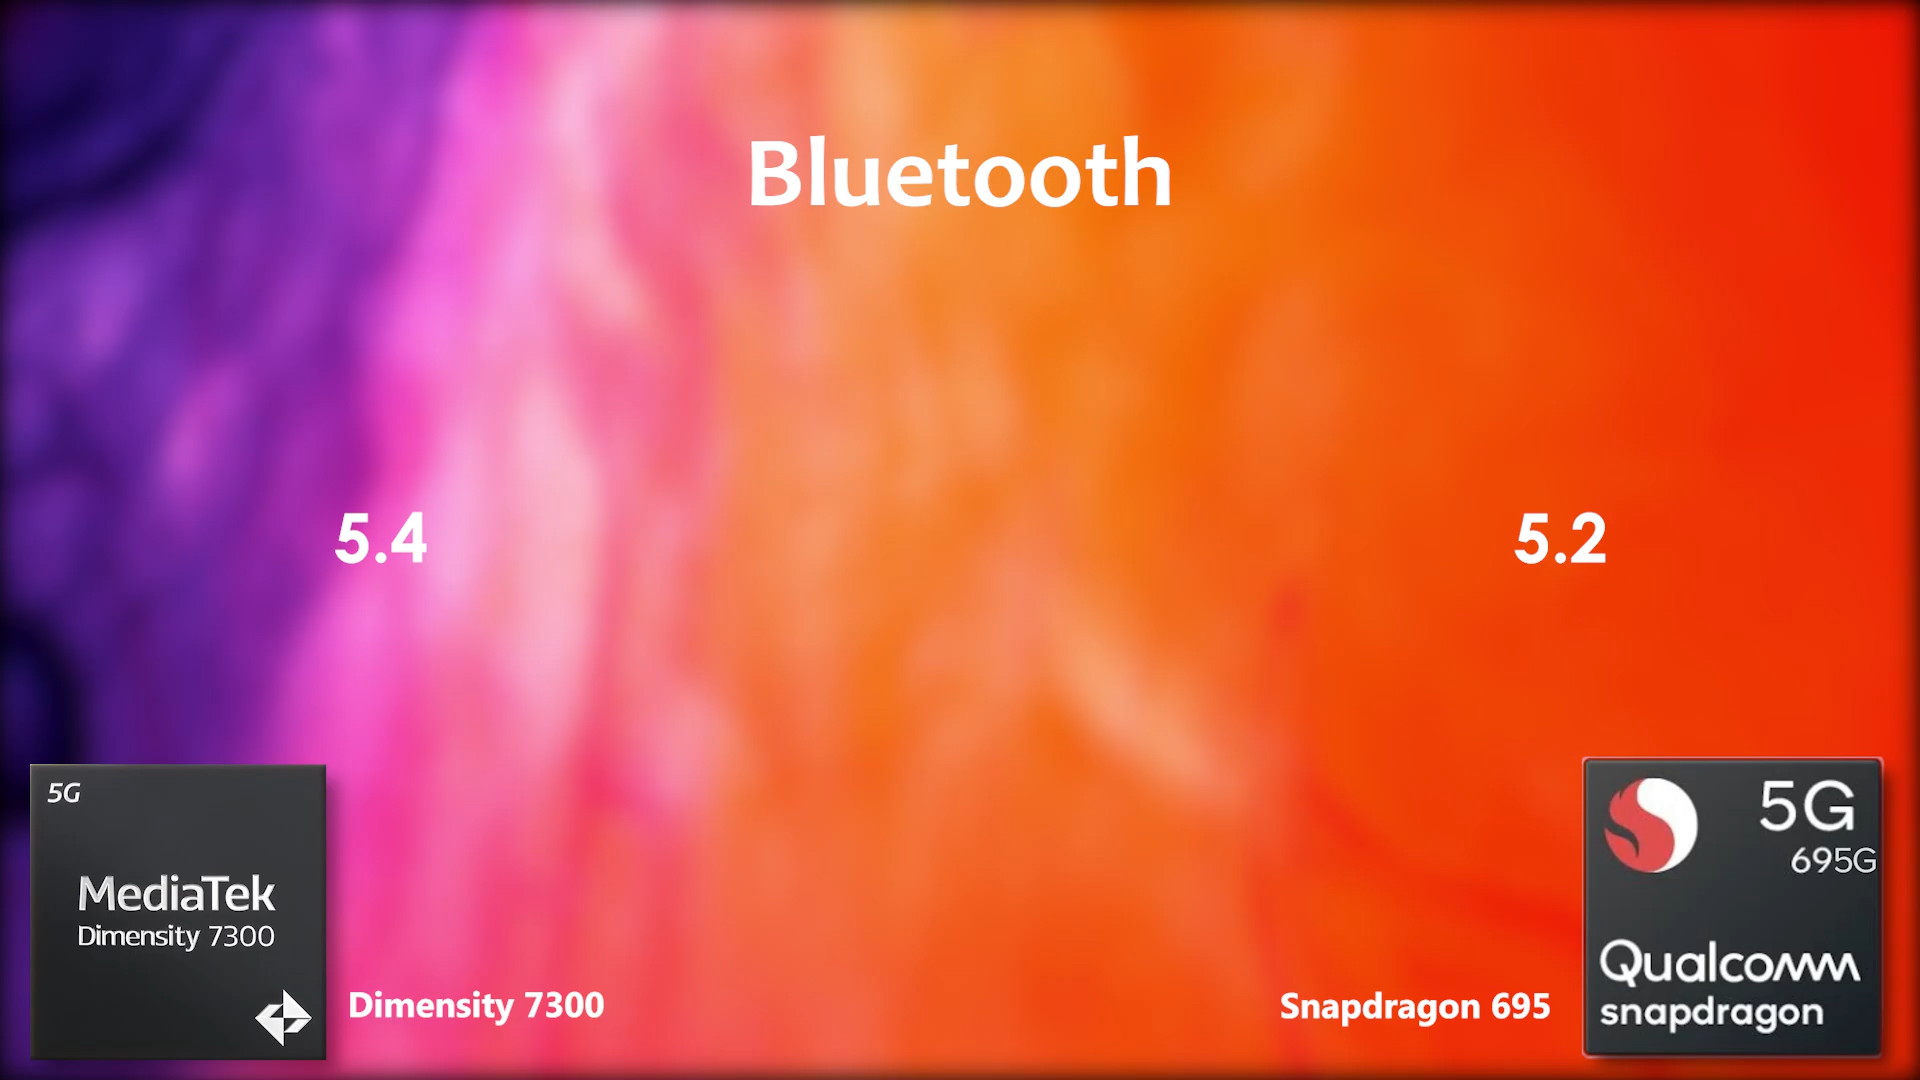 Bluetooth
5.4
5.2
5G
MediaTek
Dimensity 7300
Dimensity 7300
Snapdragon 695
5G
695G
Qualcomm
snapdragon